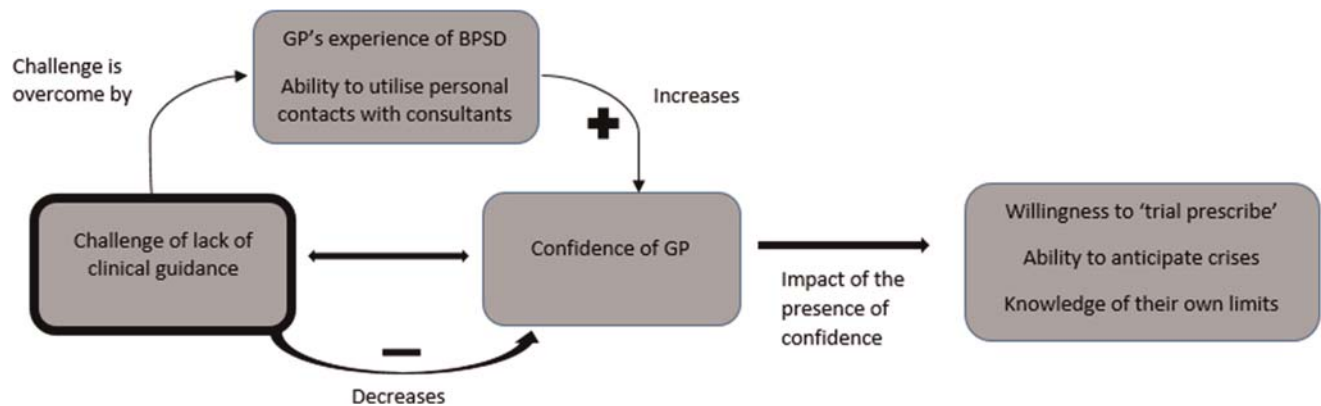 GP's experience of BPSD
Ability to utilise personal
contacts with consultants
Challenge is
overcome by
Increases
Challenge of lack of
clinical guidance
Confidence of GP
Willingness to ‘trial prescribe’
Ability to anticipate crises
Knowledge of their own limits
Impact of the
presence of
confidence
Decreases